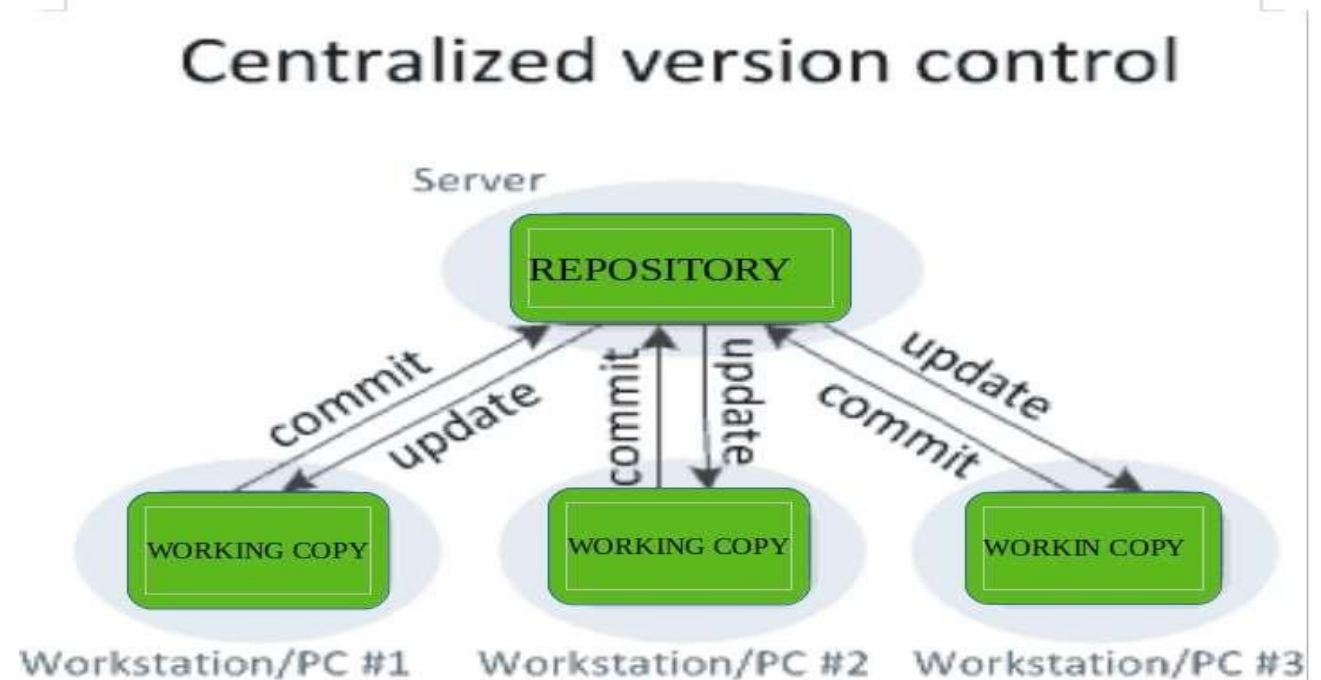 Centralized version control
Server
REPOSITORY
commit
update
commit
update
commit
update
WORKING COPY
WORKING COPY
WORKIN COPY
Workstation/PC #1
Workstation/PC #2
Workstation/PC #3